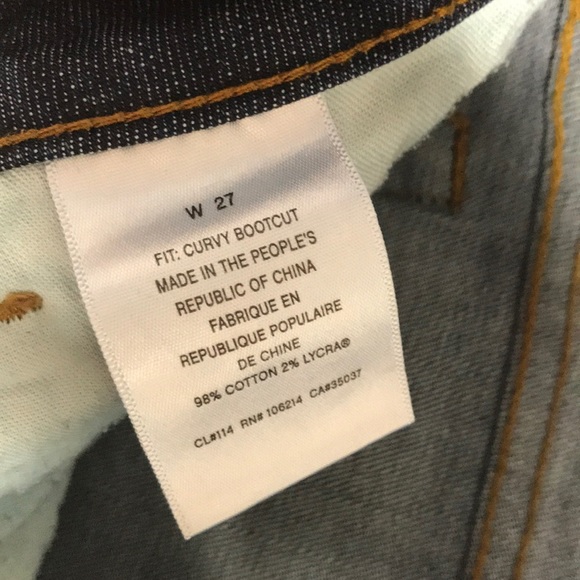 W 27
FIT: CURVY BOOTCUT
MADE IN THE PEOPLE'S
REPUBLIC OF CHINA
FABRIQUE EN
REPUBLIQUE POPULAIRE
DE CHINE
98% COTTON 2% LYCRA®
CL#114 RN# 106214 CA#35037